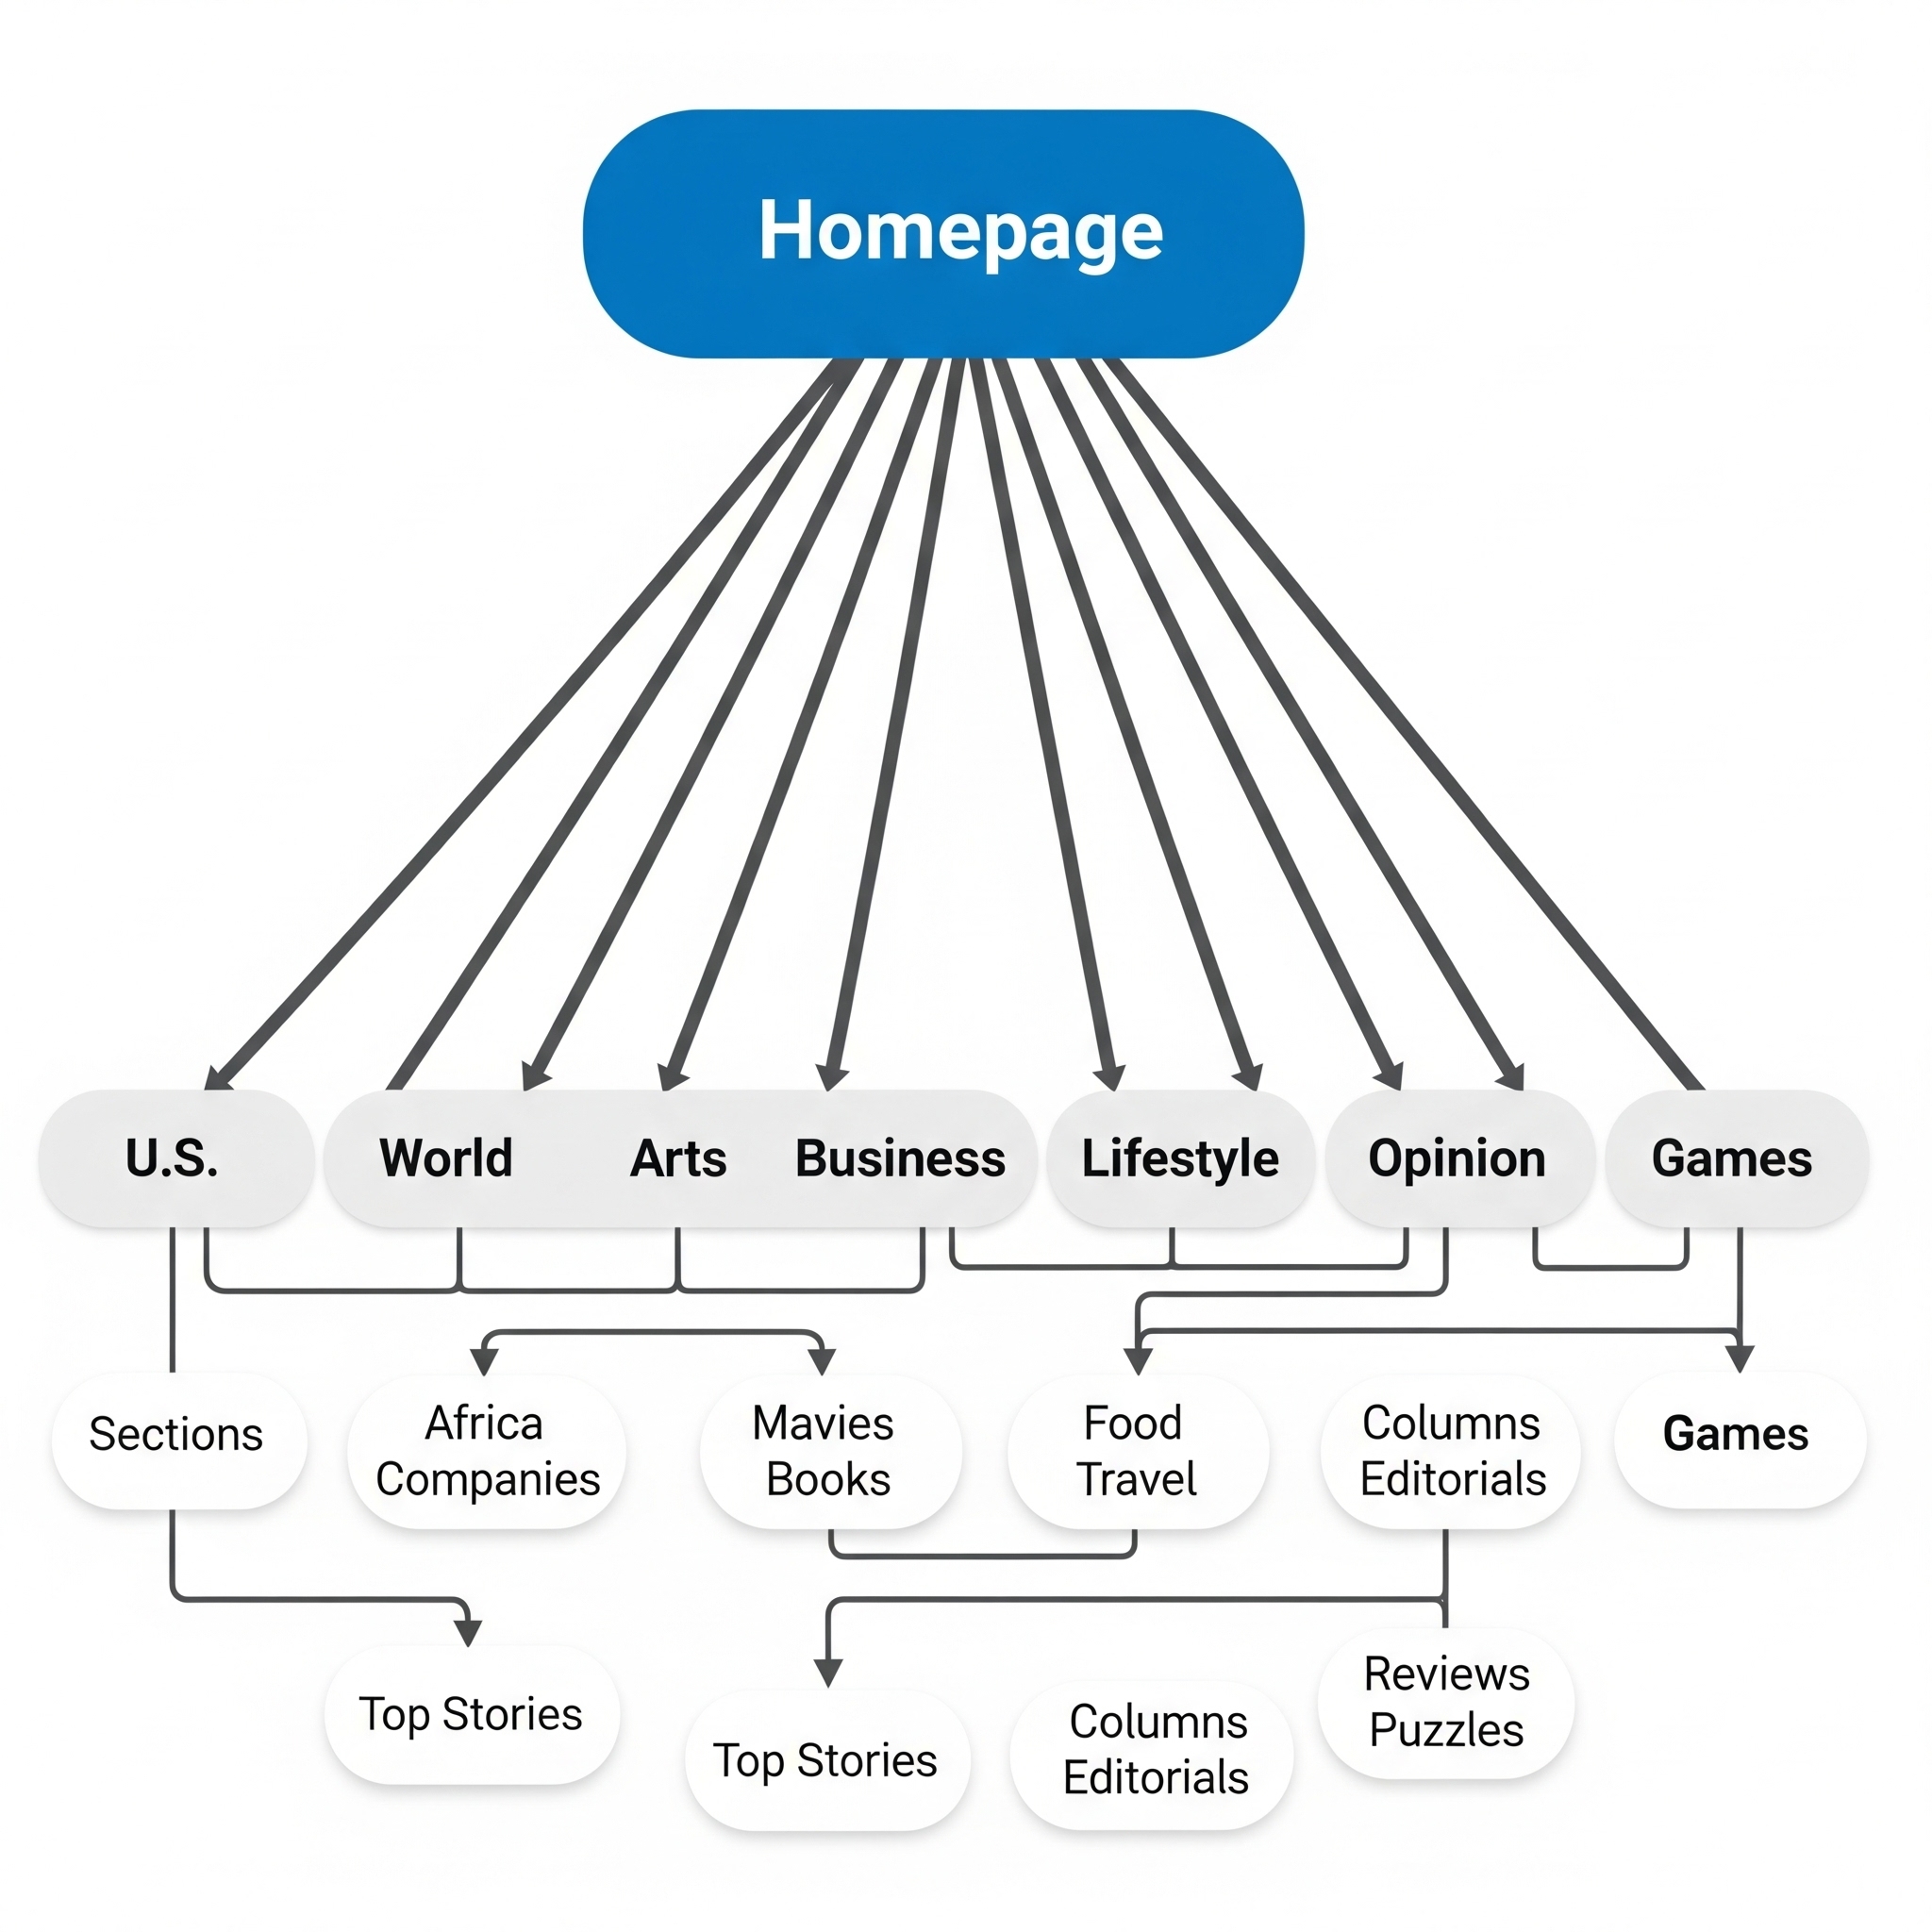 Homepage
U.S.
World
Arts
Business
Lifestyle
Opinion
Games
Sections
Africa
Companies
Mavies
Books
Food
Travel
Columns
Editorials
Games
Top Stories
Top Stories
Columns
Editorials
Reviews
Puzzles